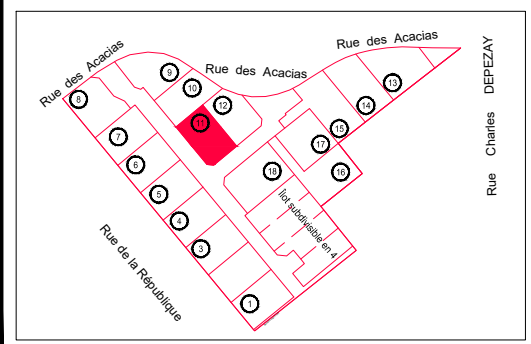 Rue des Acacias
Rue des Acacias
Rue des Acacias
Rue Charles DEPEZAY
9
10
12
13
8
11
14
15
7
17
6
18
16
5
îlot subdivisible en 4
4
3
Rue de la République
1